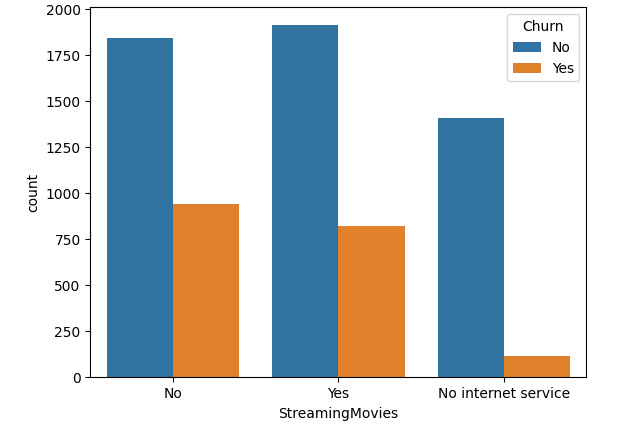 2000
1750
1500
1250
1000
750
500
250
0
count
Churn
No
Yes
No Yes No internet service
StreamingMovies